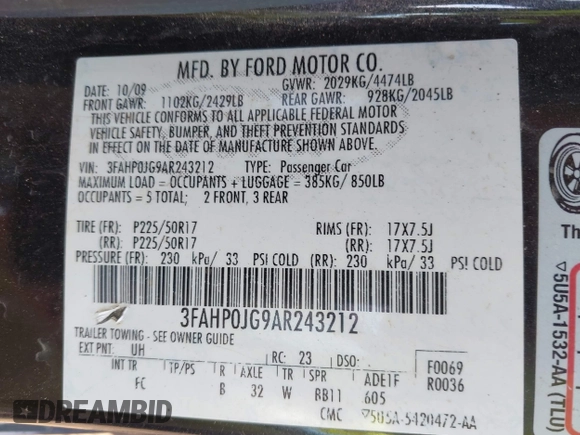 MFD. BY FORD MOTOR CO.
DATE: 10/09 GVWR: 2029KG/4474LB
FRONT GAWR: 1102KG/2429LB REAR GAWR: 928KG/2045LB
THIS VEHICLE CONFORMS TO ALL APPLICABLE FEDERAL MOTOR
VEHICLE SAFETY, BUMPER, AND THEFT PREVENTION STANDARDS
IN EFFECT ON THE DATE OF MANUFACTURE SHOWN ABOVE.
VIN: 3FAHP0JG9AR243212 TYPE: Passenger Car
MAXIMUM LOAD = OCCUPANTS + LUGGAGE = 385KG/850LB
OCCUPANTS = 5 TOTAL; 2 FRONT, 3 REAR
TIRE (FR): P225/50R17 RIMS (FR): 17X7.5J
(RR): P225/50R17 (RR): 17X7.5J
PRESSURE (FR): 230 kPa/ 33 PSI COLD (RR): 230 kPa/ 33 PSI COLD
3FAHP0JG9AR243212
TRAILER TOWING - SEE OWNER GUIDE
EXT PNT: UH RC: 23 DSO: F0069
INT TR TP/PS R AXLE TR SPR ADE1F R0036
FC B 32 W BB11 605
CMC ▽5U5A-5420472-AA
Th
▽5U5A-1532-AA (TLU)
DREAMBID